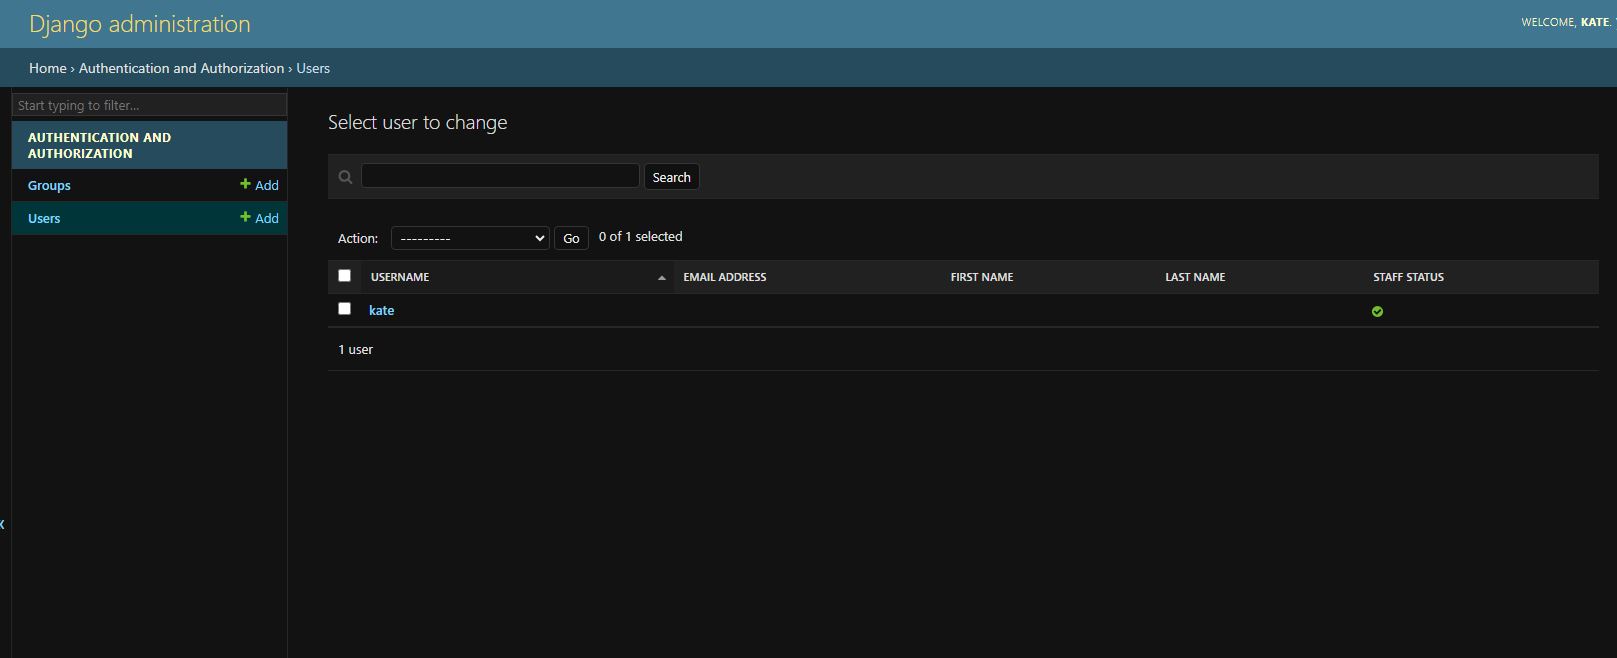 Django administration
WELCOME, KATE.
Home › Authentication and Authorization › Users
Start typing to filter...
AUTHENTICATION AND
AUTHORIZATION
Groups + Add
Users + Add
Select user to change
Search
Action: --------- Go 0 of 1 selected
USERNAME EMAIL ADDRESS FIRST NAME LAST NAME STAFF STATUS
kate
1 user